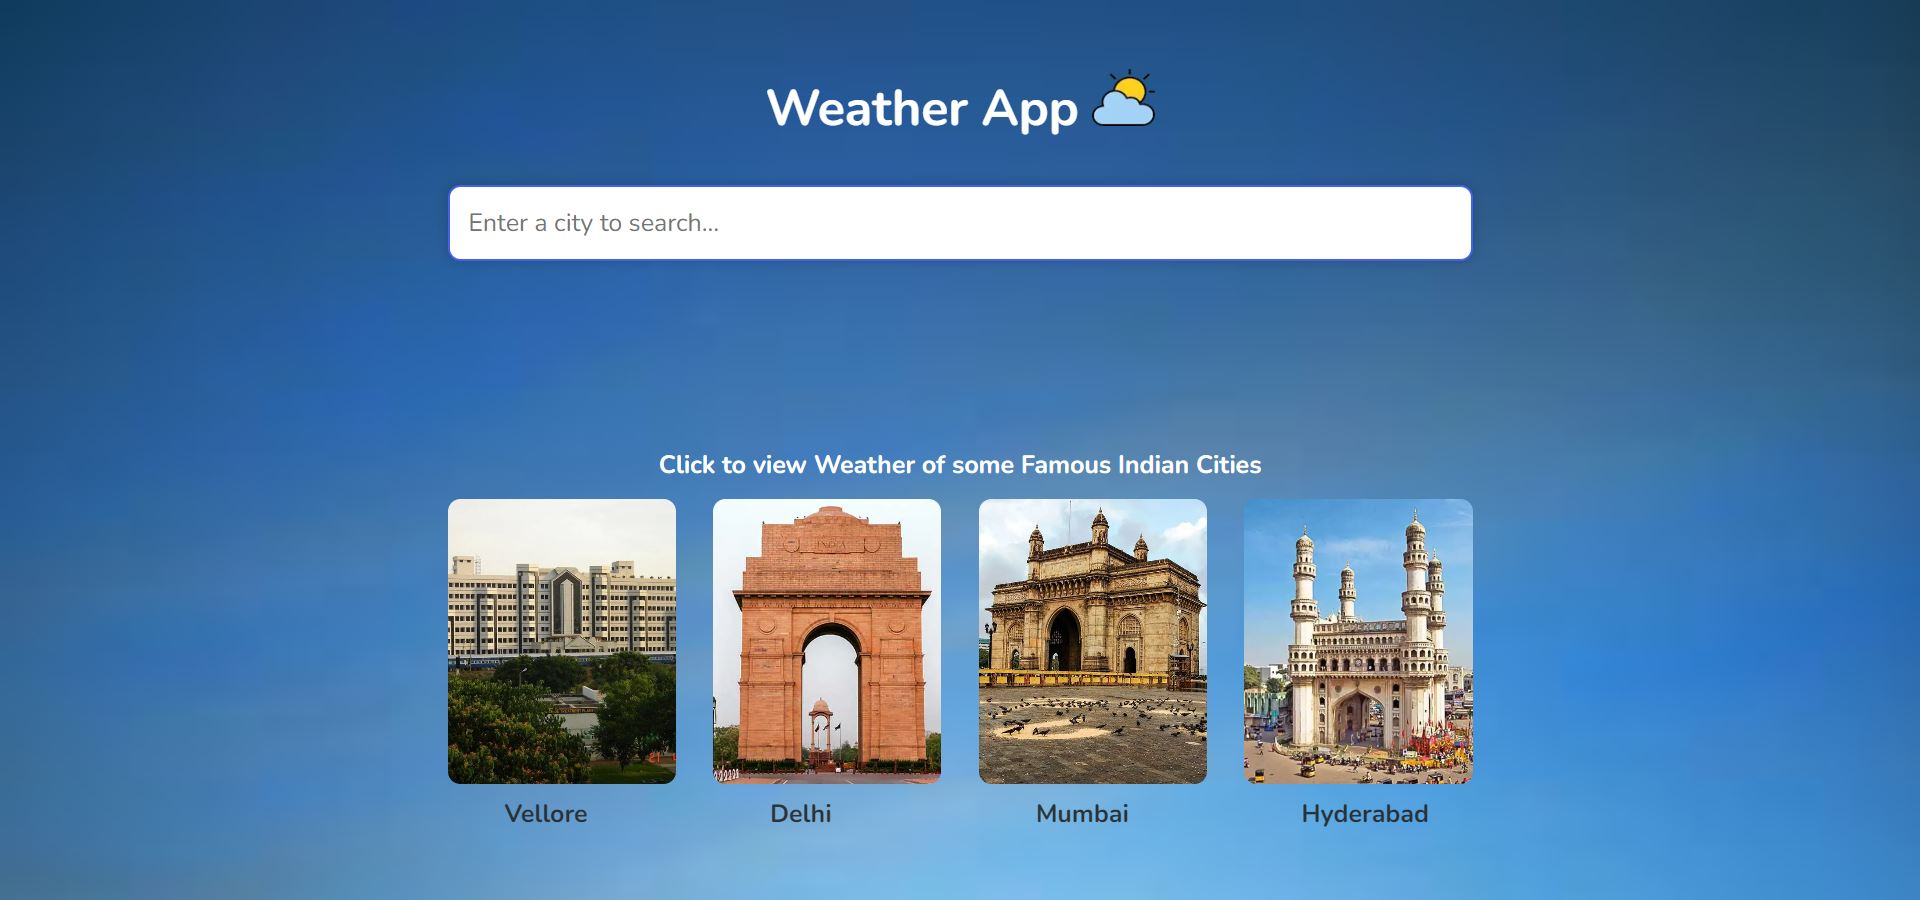 Weather App
Enter a city to search...
Click to view Weather of some Famous Indian Cities
INDIA
Vellore
Delhi
Mumbai
Hyderabad